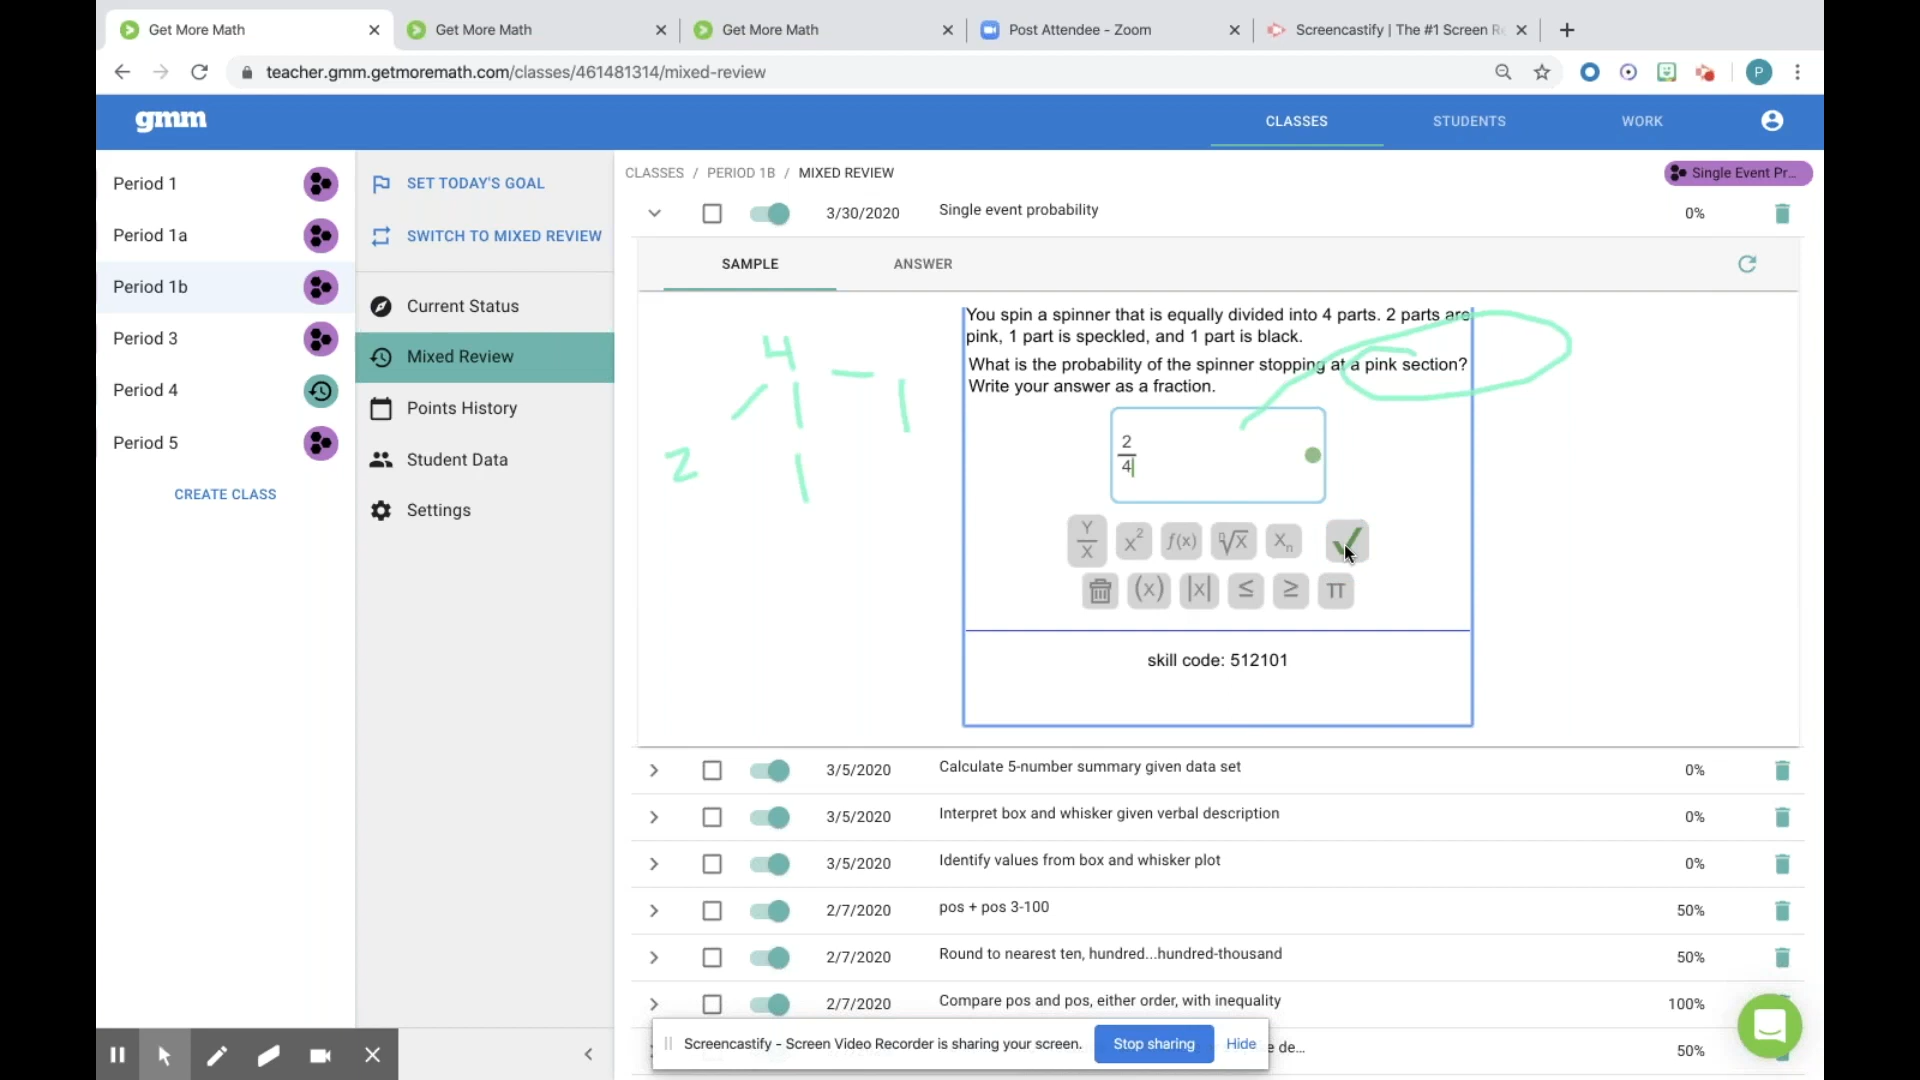 Get More Math
Get More Math
Get More Math
Post Attendee - Zoom
Screencastify | The #1 Screen Re
teacher.gmm.getmoremath.com/classes/461481314/mixed-review
P
gmm
CLASSES
STUDENTS
WORK
Period 1
Period 1a
Period 1b
Period 3
Period 4
Period 5
CREATE CLASS
SET TODAY'S GOAL
SWITCH TO MIXED REVIEW
Current Status
Mixed Review
Points History
Student Data
Settings
CLASSES / PERIOD 1B / MIXED REVIEW
Single Event Pr...
3/30/2020 Single event probability 0%
SAMPLE ANSWER
You spin a spinner that is equally divided into 4 parts. 2 parts are
pink, 1 part is speckled, and 1 part is black.
What is the probability of the spinner stopping at a pink section?
Write your answer as a fraction.
4
1
2
1
2
4
Y
X
x2
f(x)
n√x
Xn
(x)
|x|
≤
≥
π
skill code: 512101
3/5/2020 Calculate 5-number summary given data set 0%
3/5/2020 Interpret box and whisker given verbal description 0%
3/5/2020 Identify values from box and whisker plot 0%
2/7/2020 pos + pos 3-100 50%
2/7/2020 Round to nearest ten, hundred...hundred-thousand 50%
2/7/2020 Compare pos and pos, either order, with inequality 100%
e de... 50%
Screencastify - Screen Video Recorder is sharing your screen.
Stop sharing
Hide